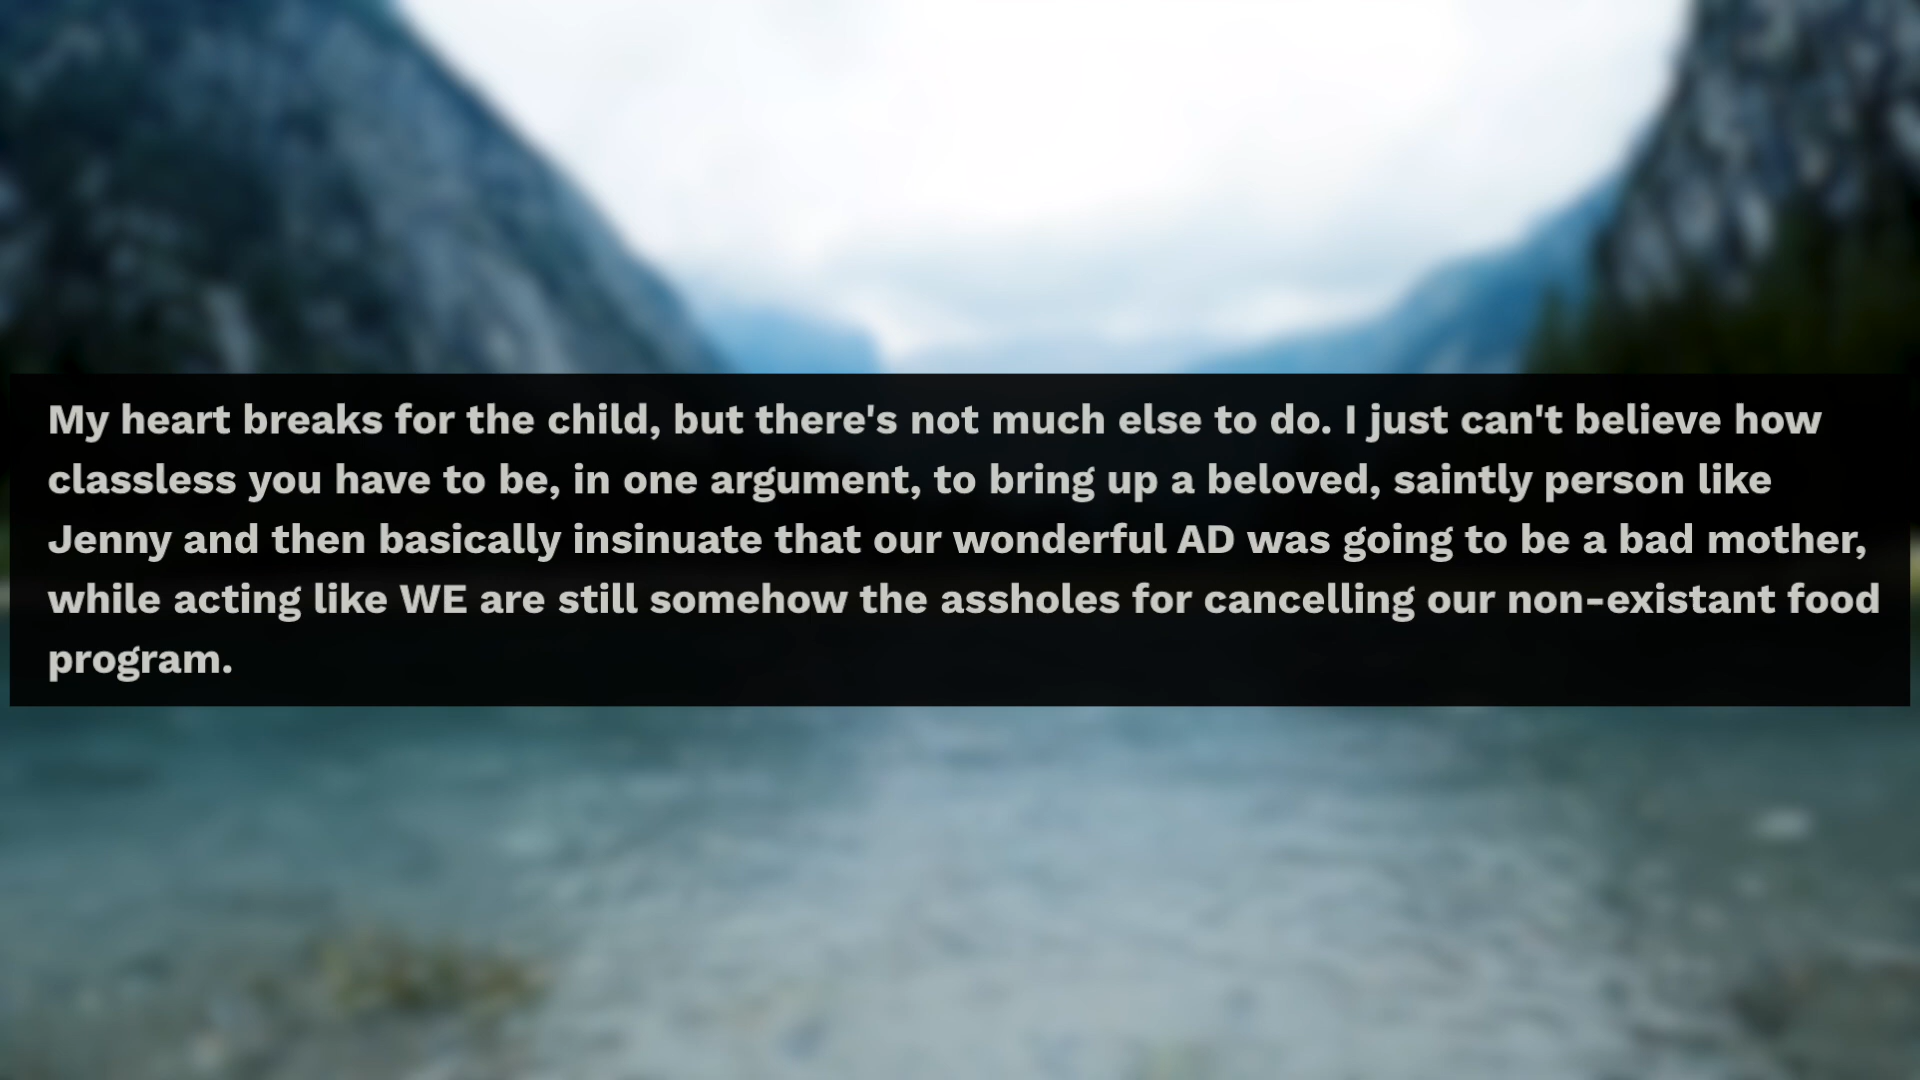 My heart breaks for the child, but there's not much else to do. I just can't believe how
classless you have to be, in one argument, to bring up a beloved, saintly person like
Jenny and then basically insinuate that our wonderful AD was going to be a bad mother,
while acting like WE are still somehow the assholes for cancelling our non-existant food
program.